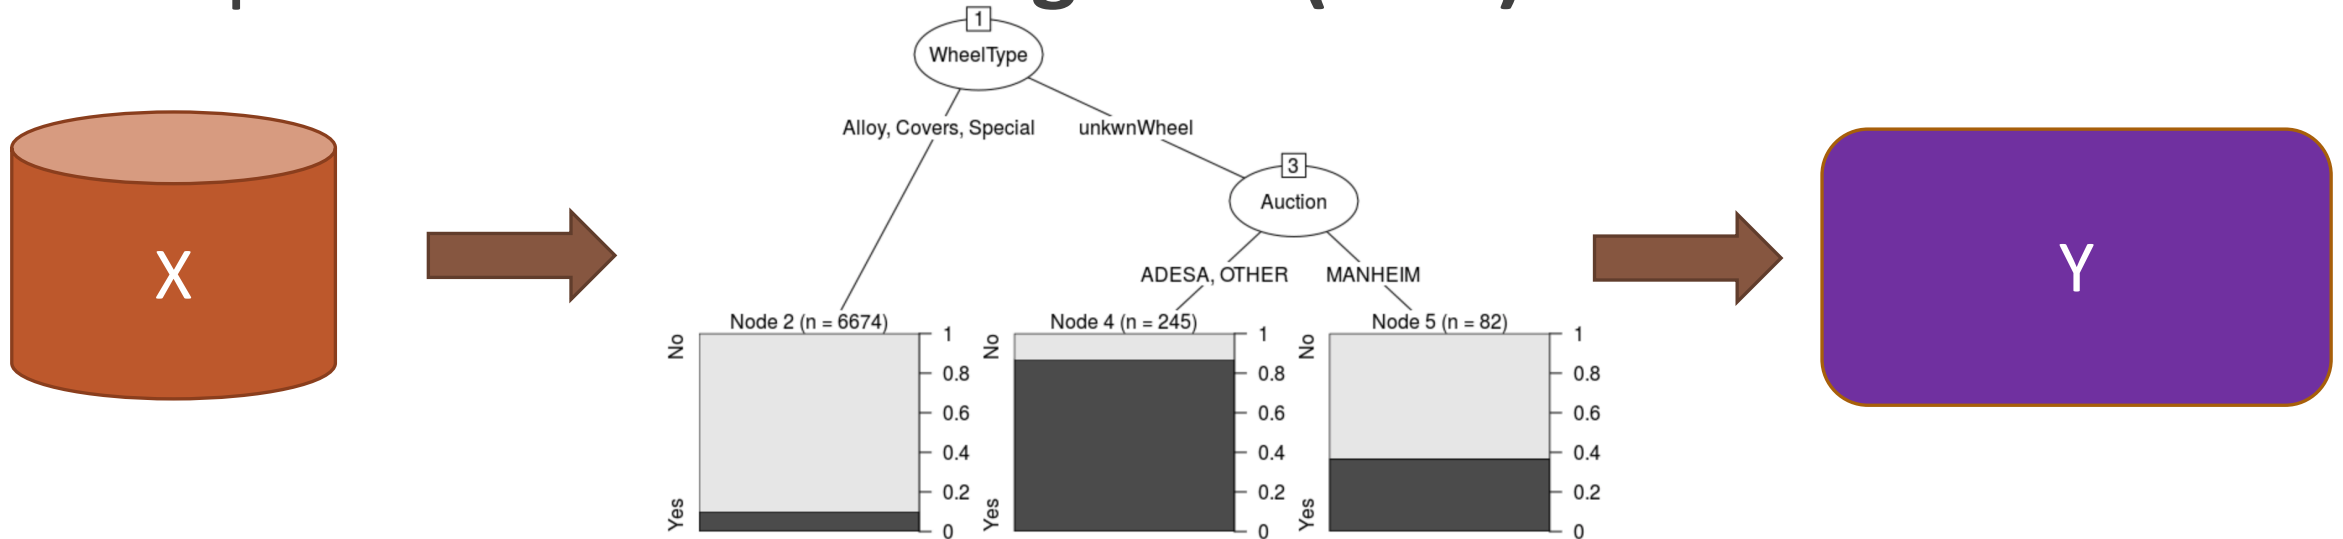 1
WheelType
Alloy, Covers, Special
unkwnWheel
3
Auction
ADESA, OTHER
MANHEIM
X
Y
Node 2 (n = 6674)
No
Yes
1
0.8
0.6
0.4
0.2
0
Node 4 (n = 245)
No
Yes
1
0.8
0.6
0.4
0.2
0
Node 5 (n = 82)
No
Yes
1
0.8
0.6
0.4
0.2
0